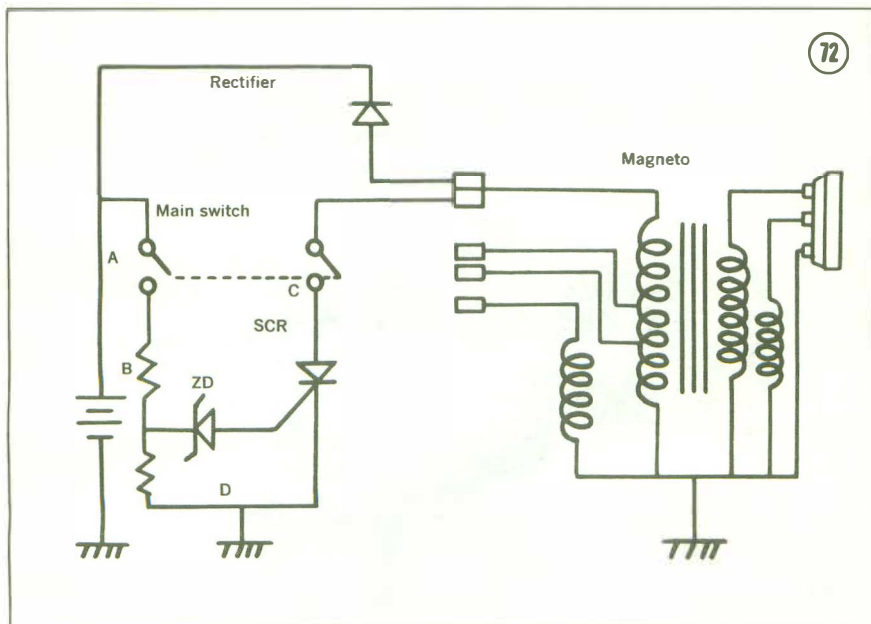 72
Rectifier
Magneto
Main switch
A
C
SCR
B
ZD
D